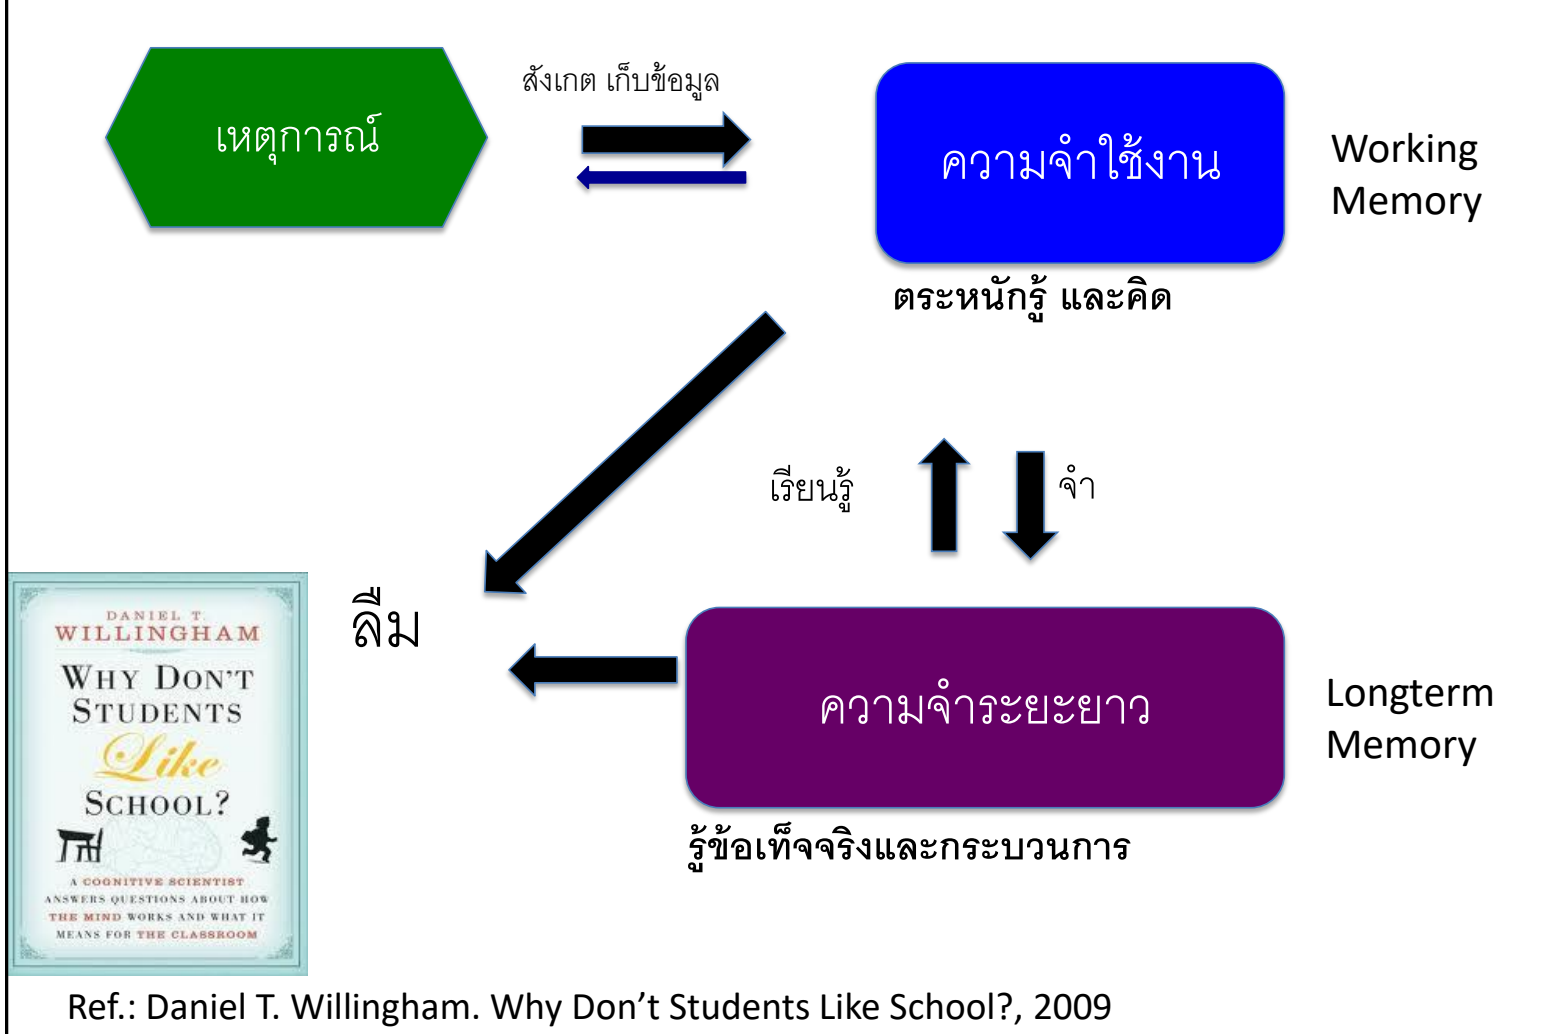 สังเกต เก็บข้อมูล
เหตุการณ์
ความจำใช้งาน
Working
Memory
ตระหนักรู้ และคิด
เรียนรู้
จำ
ลืม
ความจำระยะยาว
Longterm
Memory
รู้ข้อเท็จจริงและกระบวนการ
DANIEL T.
WILLINGHAM
WHY DON'T
STUDENTS
Like
SCHOOL?
A COGNITIVE SCIENTIST
ANSWERS QUESTIONS ABOUT HOW
THE MIND WORKS AND WHAT IT
MEANS FOR THE CLASSROOM
Ref.: Daniel T. Willingham. Why Don’t Students Like School?, 2009